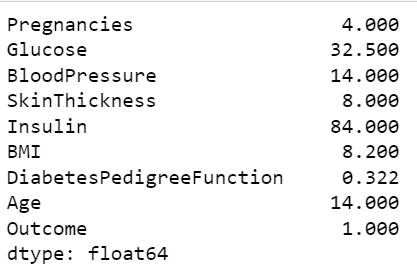 Pregnancies 4.000
Glucose 32.500
BloodPressure 14.000
SkinThickness 8.000
Insulin 84.000
BMI 8.200
DiabetesPedigreeFunction 0.322
Age 14.000
Outcome 1.000
dtype: float64